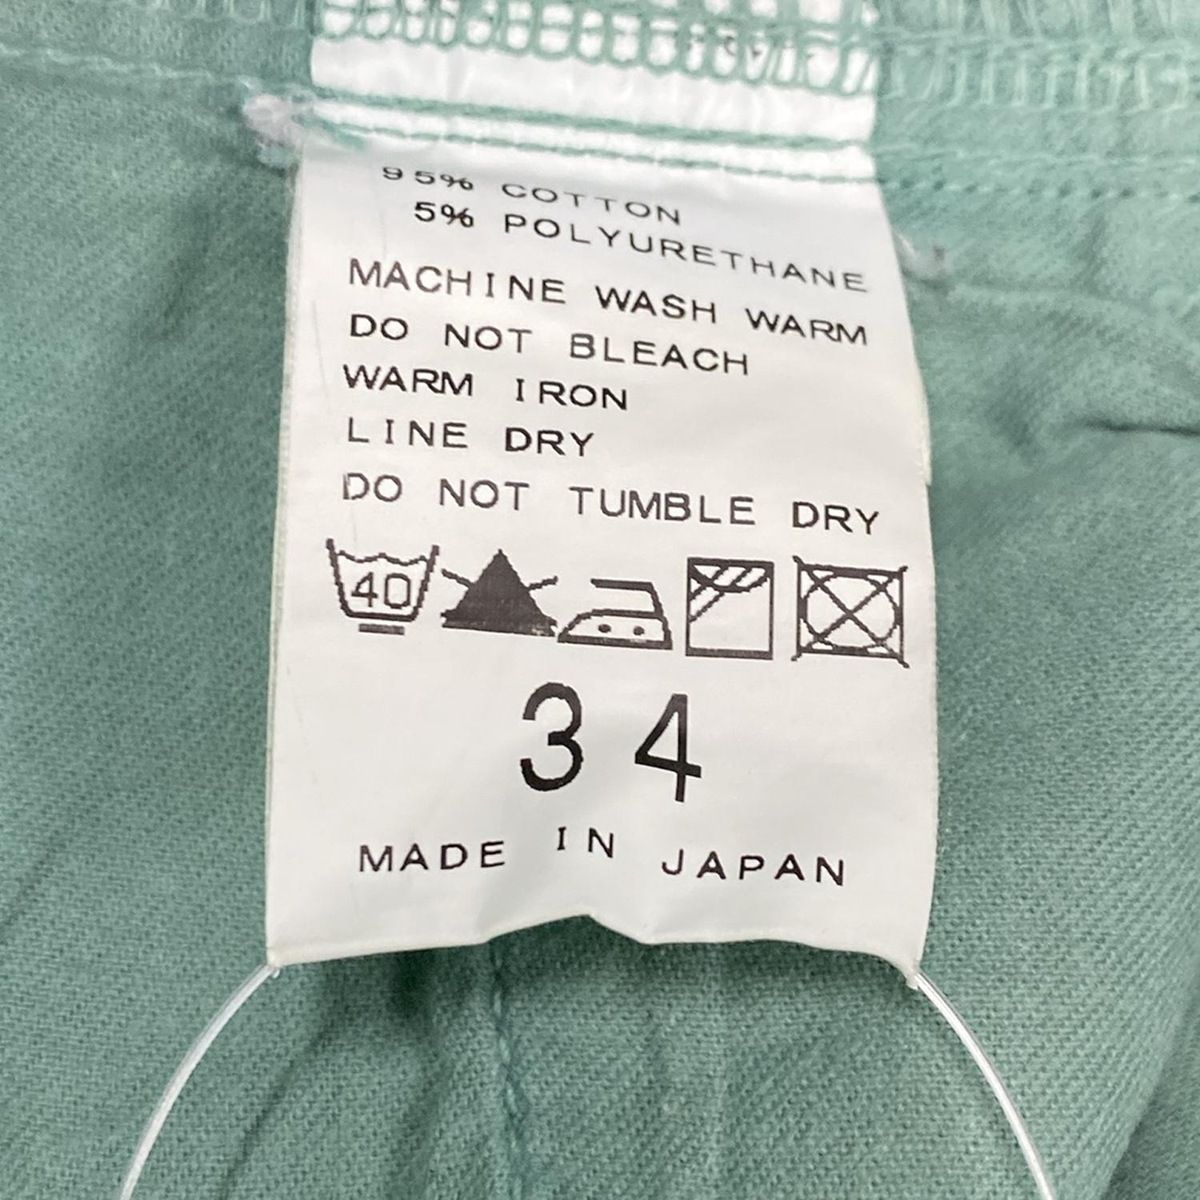 95% COTTON
5% POLYURETHANE
MACHINE WASH WARM
DO NOT BLEACH
WARM IRON
LINE DRY
DO NOT TUMBLE DRY
40
34
MADE IN JAPAN